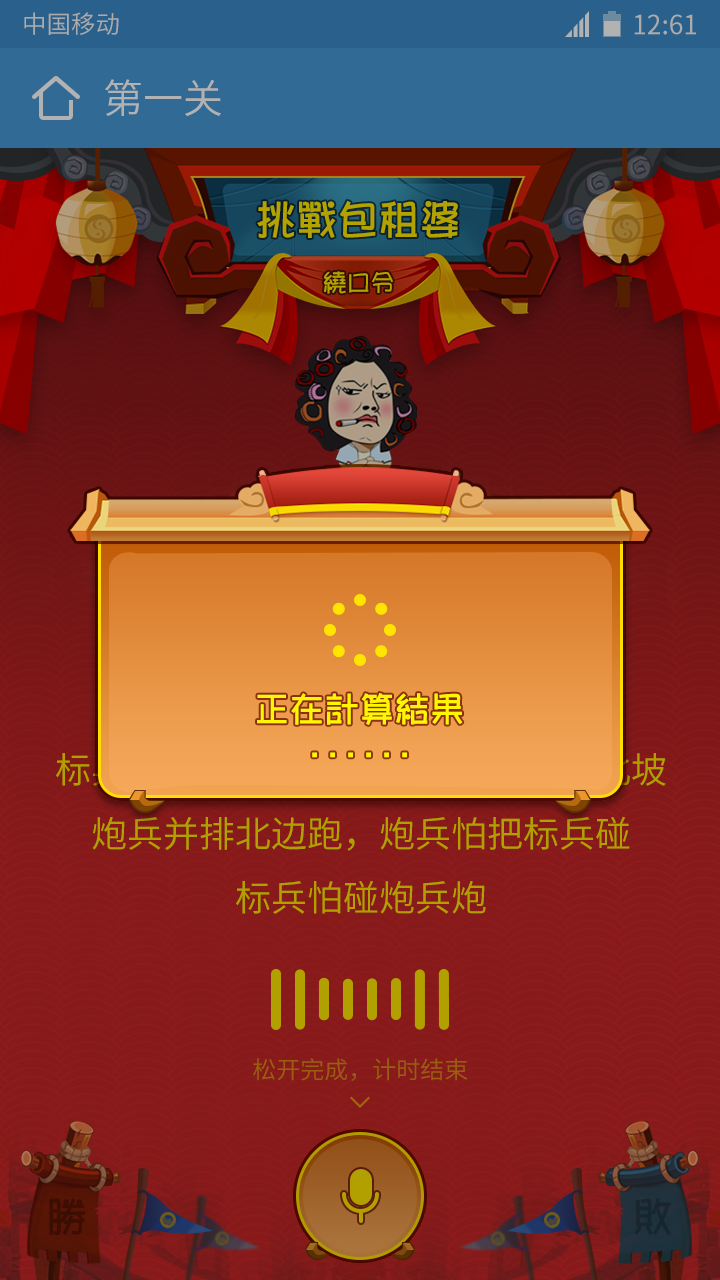 中国移动 12:61
第一关
挑戰包租婆
繞口令
正在計算結果
......
标 坡
炮兵并排北边跑，炮兵怕把标兵碰
标兵怕碰炮兵炮
松开完成，计时结束
勝 敗